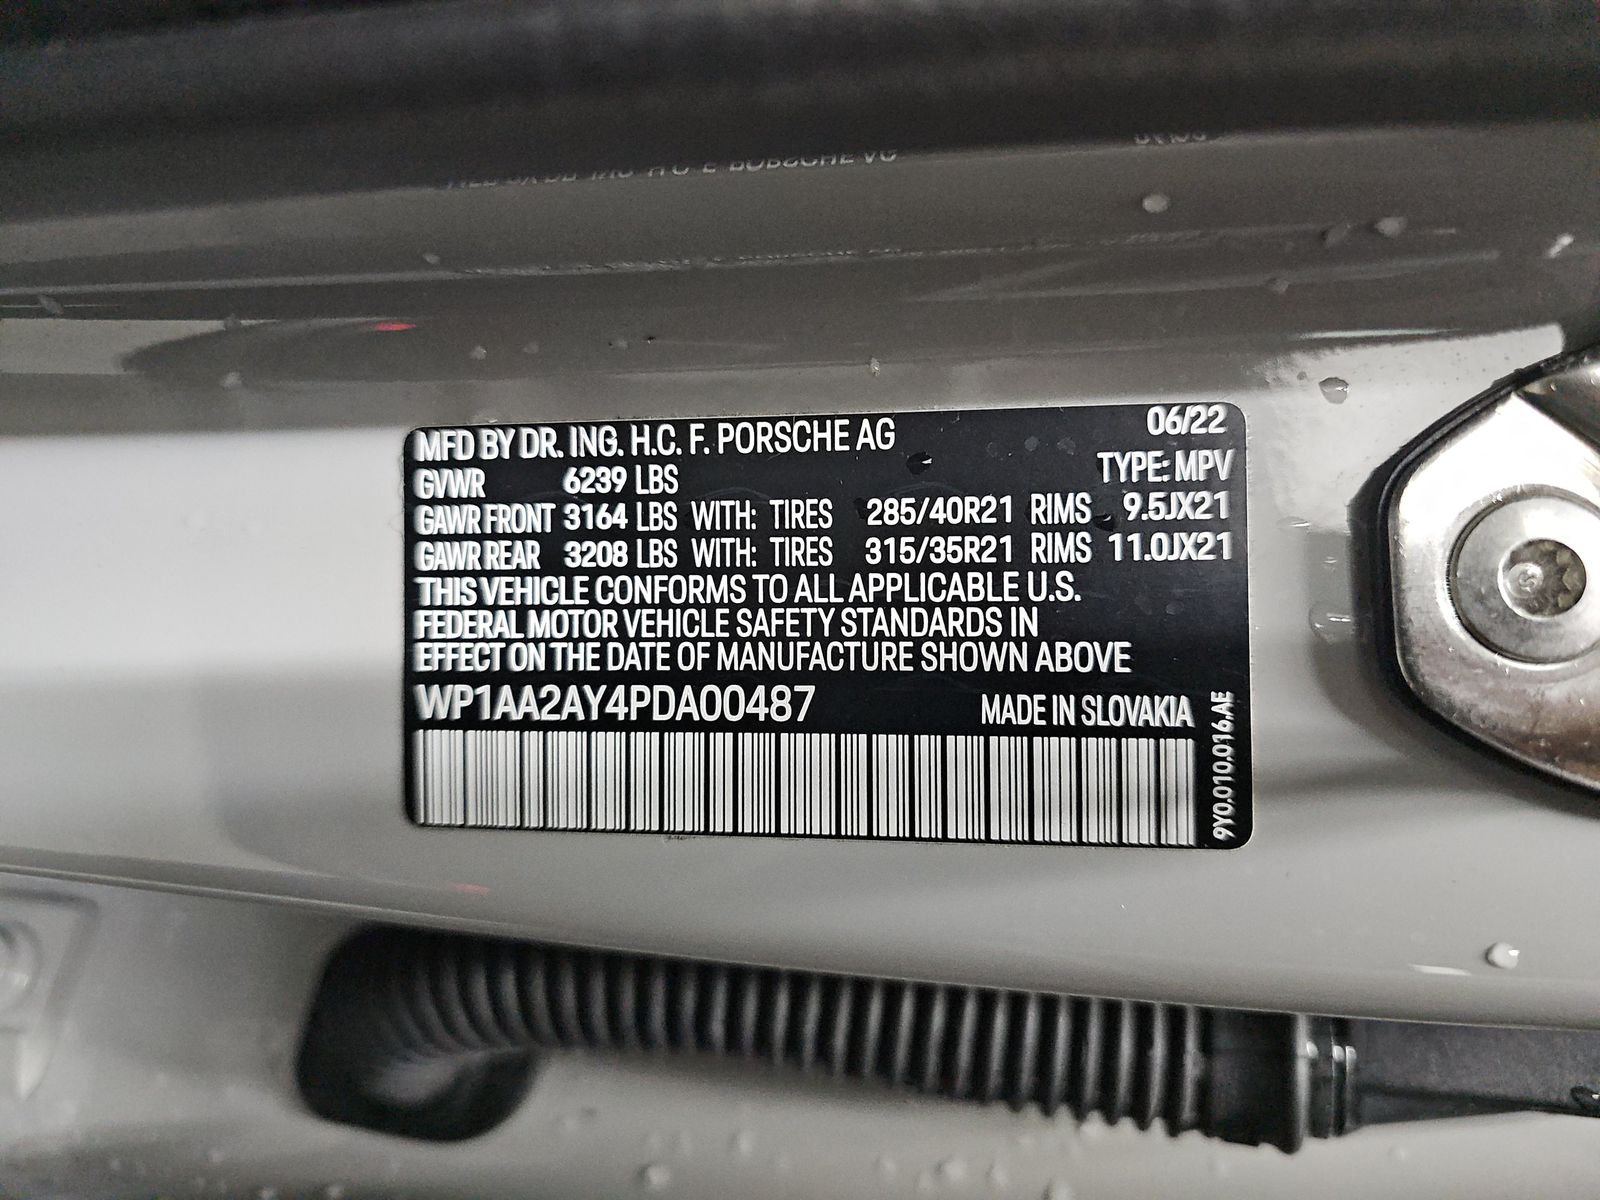 MFD BY DR. ING. H.C. F. PORSCHE AG 06/22
GVWR 6239 LBS TYPE: MPV
GAWR FRONT 3164 LBS WITH: TIRES 285/40R21 RIMS 9.5JX21
GAWR REAR 3208 LBS WITH: TIRES 315/35R21 RIMS 11.0JX21
THIS VEHICLE CONFORMS TO ALL APPLICABLE U.S.
FEDERAL MOTOR VEHICLE SAFETY STANDARDS IN
EFFECT ON THE DATE OF MANUFACTURE SHOWN ABOVE
WP1AA2AY4PDA00487 MADE IN SLOVAKIA
9Y0.010.016.AE